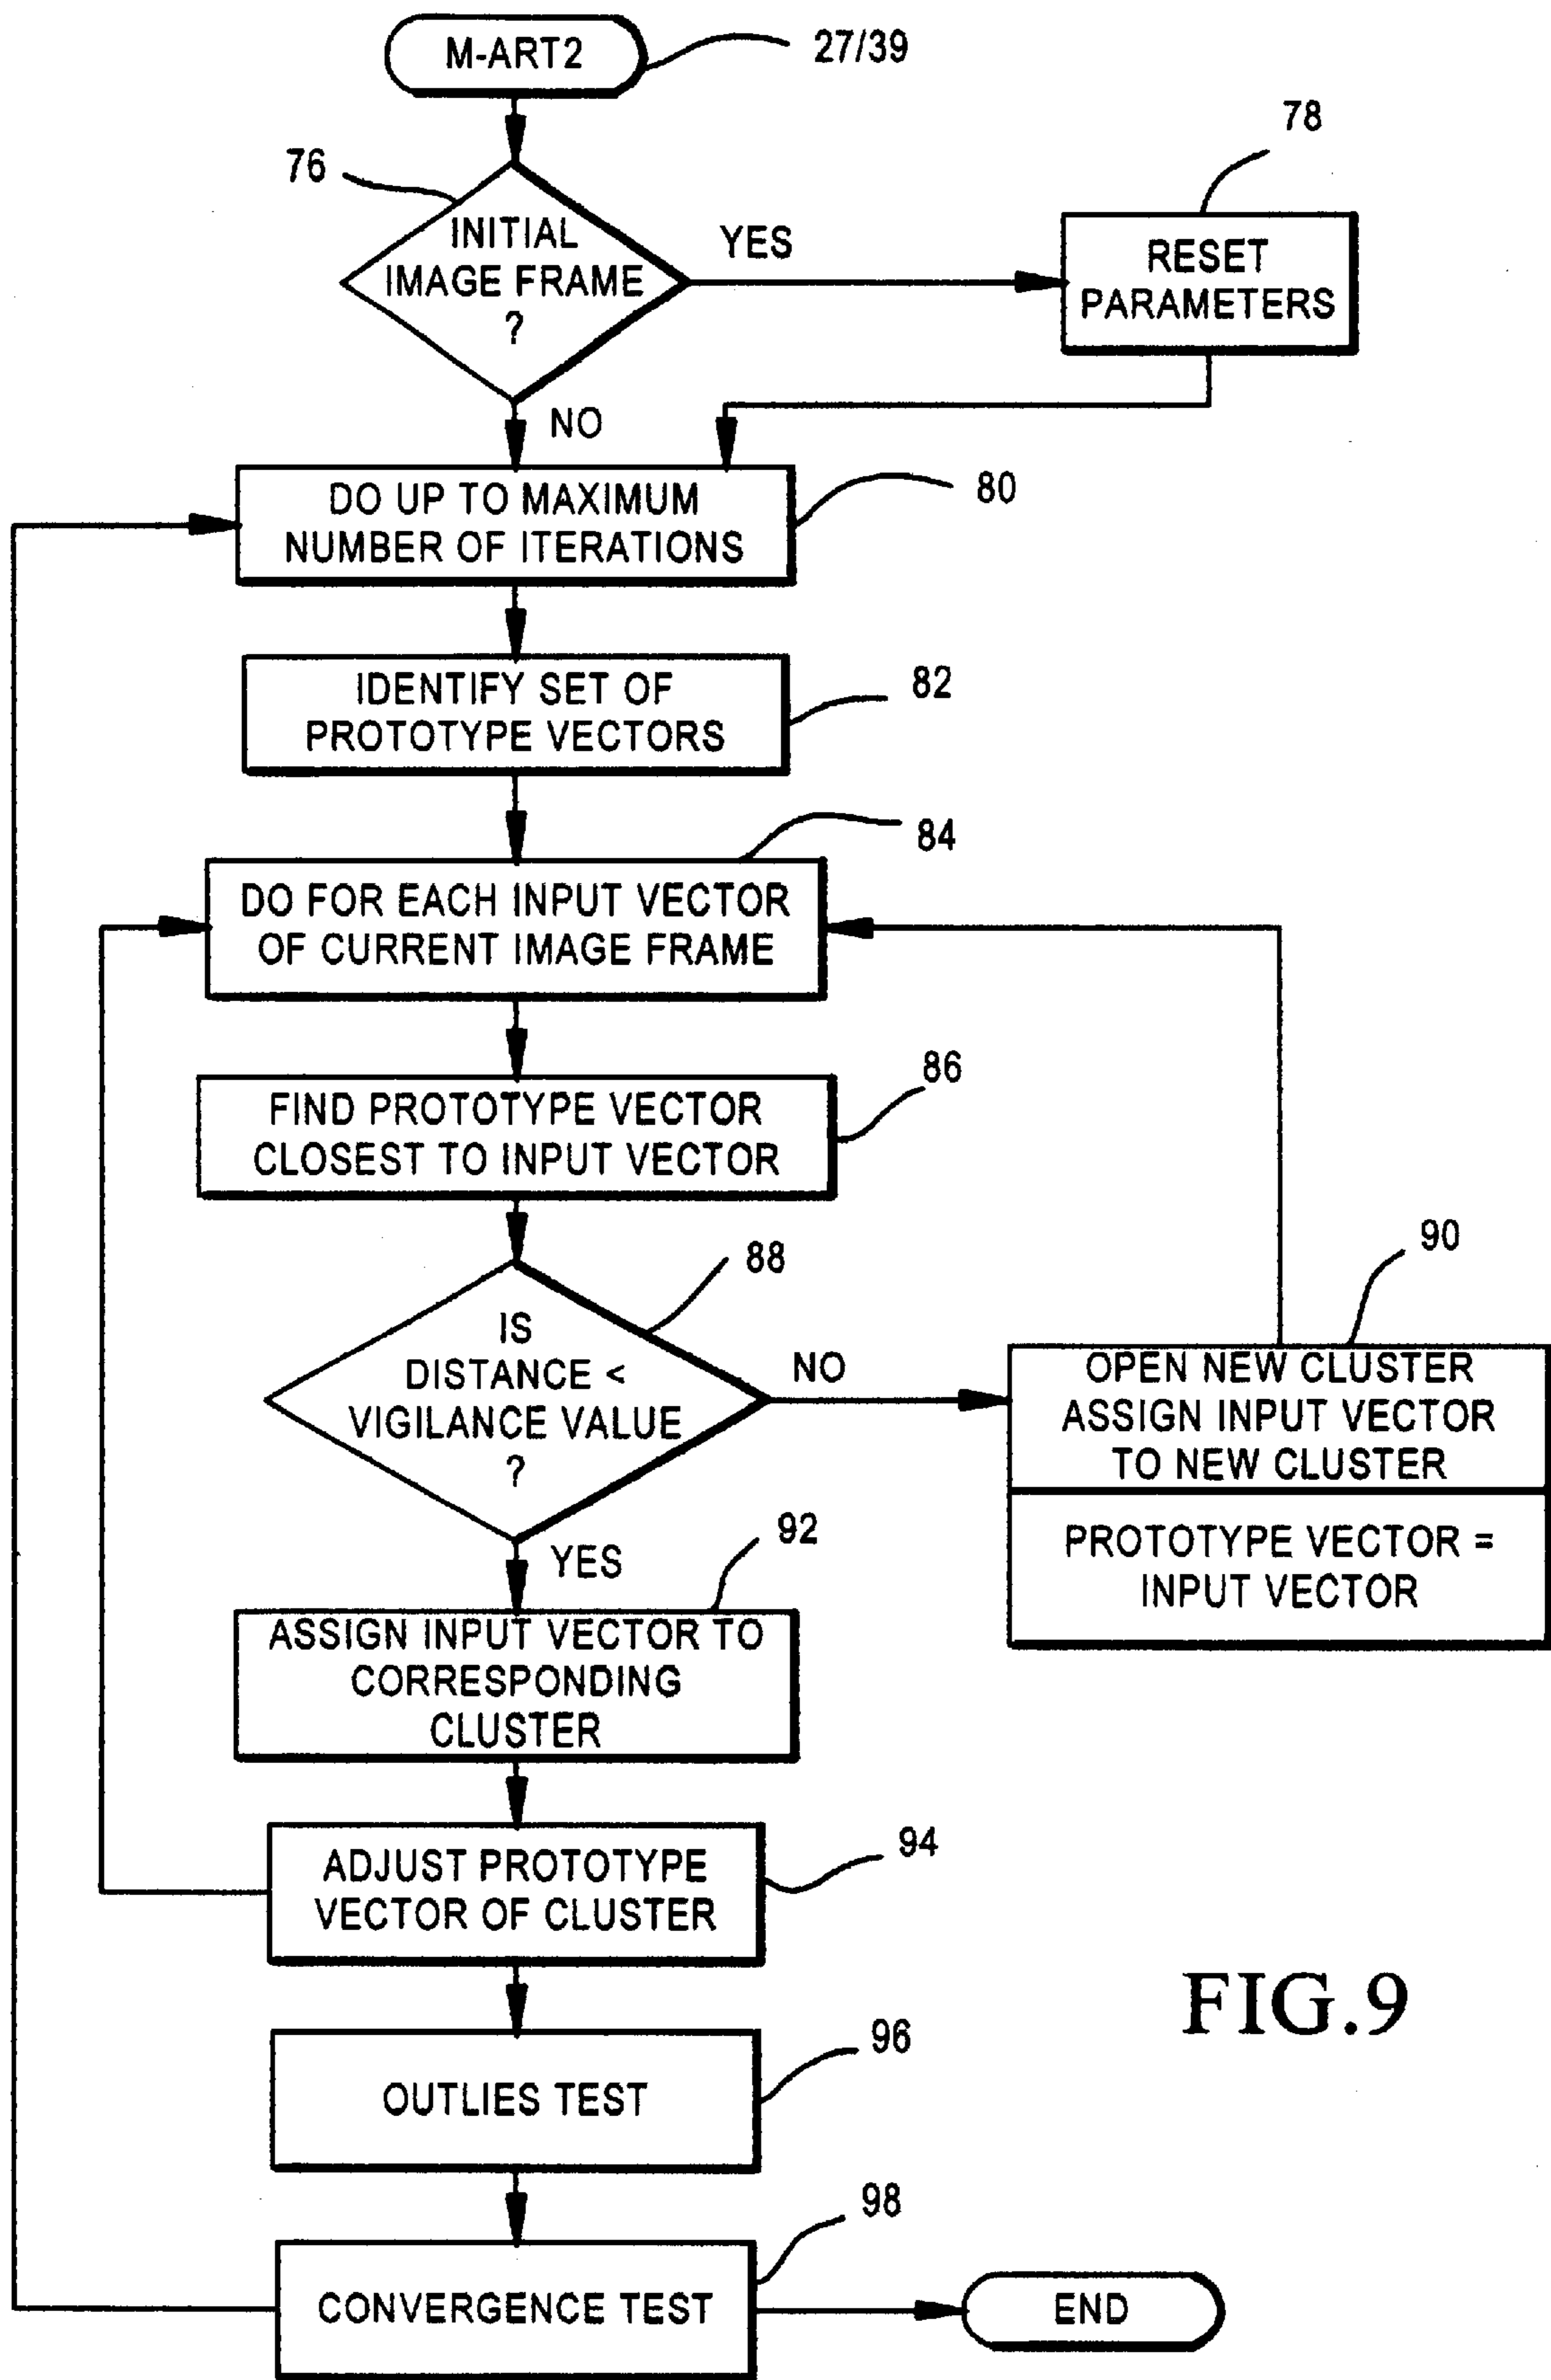 M-ART2
27/39
78
76
INITIAL
IMAGE FRAME
?
YES
RESET
PARAMETERS
NO
DO UP TO MAXIMUM
NUMBER OF ITERATIONS
80
IDENTIFY SET OF
PROTOTYPE VECTORS
82
84
DO FOR EACH INPUT VECTOR
OF CURRENT IMAGE FRAME
86
FIND PROTOTYPE VECTOR
CLOSEST TO INPUT VECTOR
88
90
IS
DISTANCE <
VIGILANCE VALUE
?
NO
OPEN NEW CLUSTER
ASSIGN INPUT VECTOR
TO NEW CLUSTER
PROTOTYPE VECTOR =
INPUT VECTOR
YES
92
ASSIGN INPUT VECTOR TO
CORRESPONDING
CLUSTER
94
ADJUST PROTOTYPE
VECTOR OF CLUSTER
FIG.9
96
OUTLIES TEST
98
CONVERGENCE TEST
END